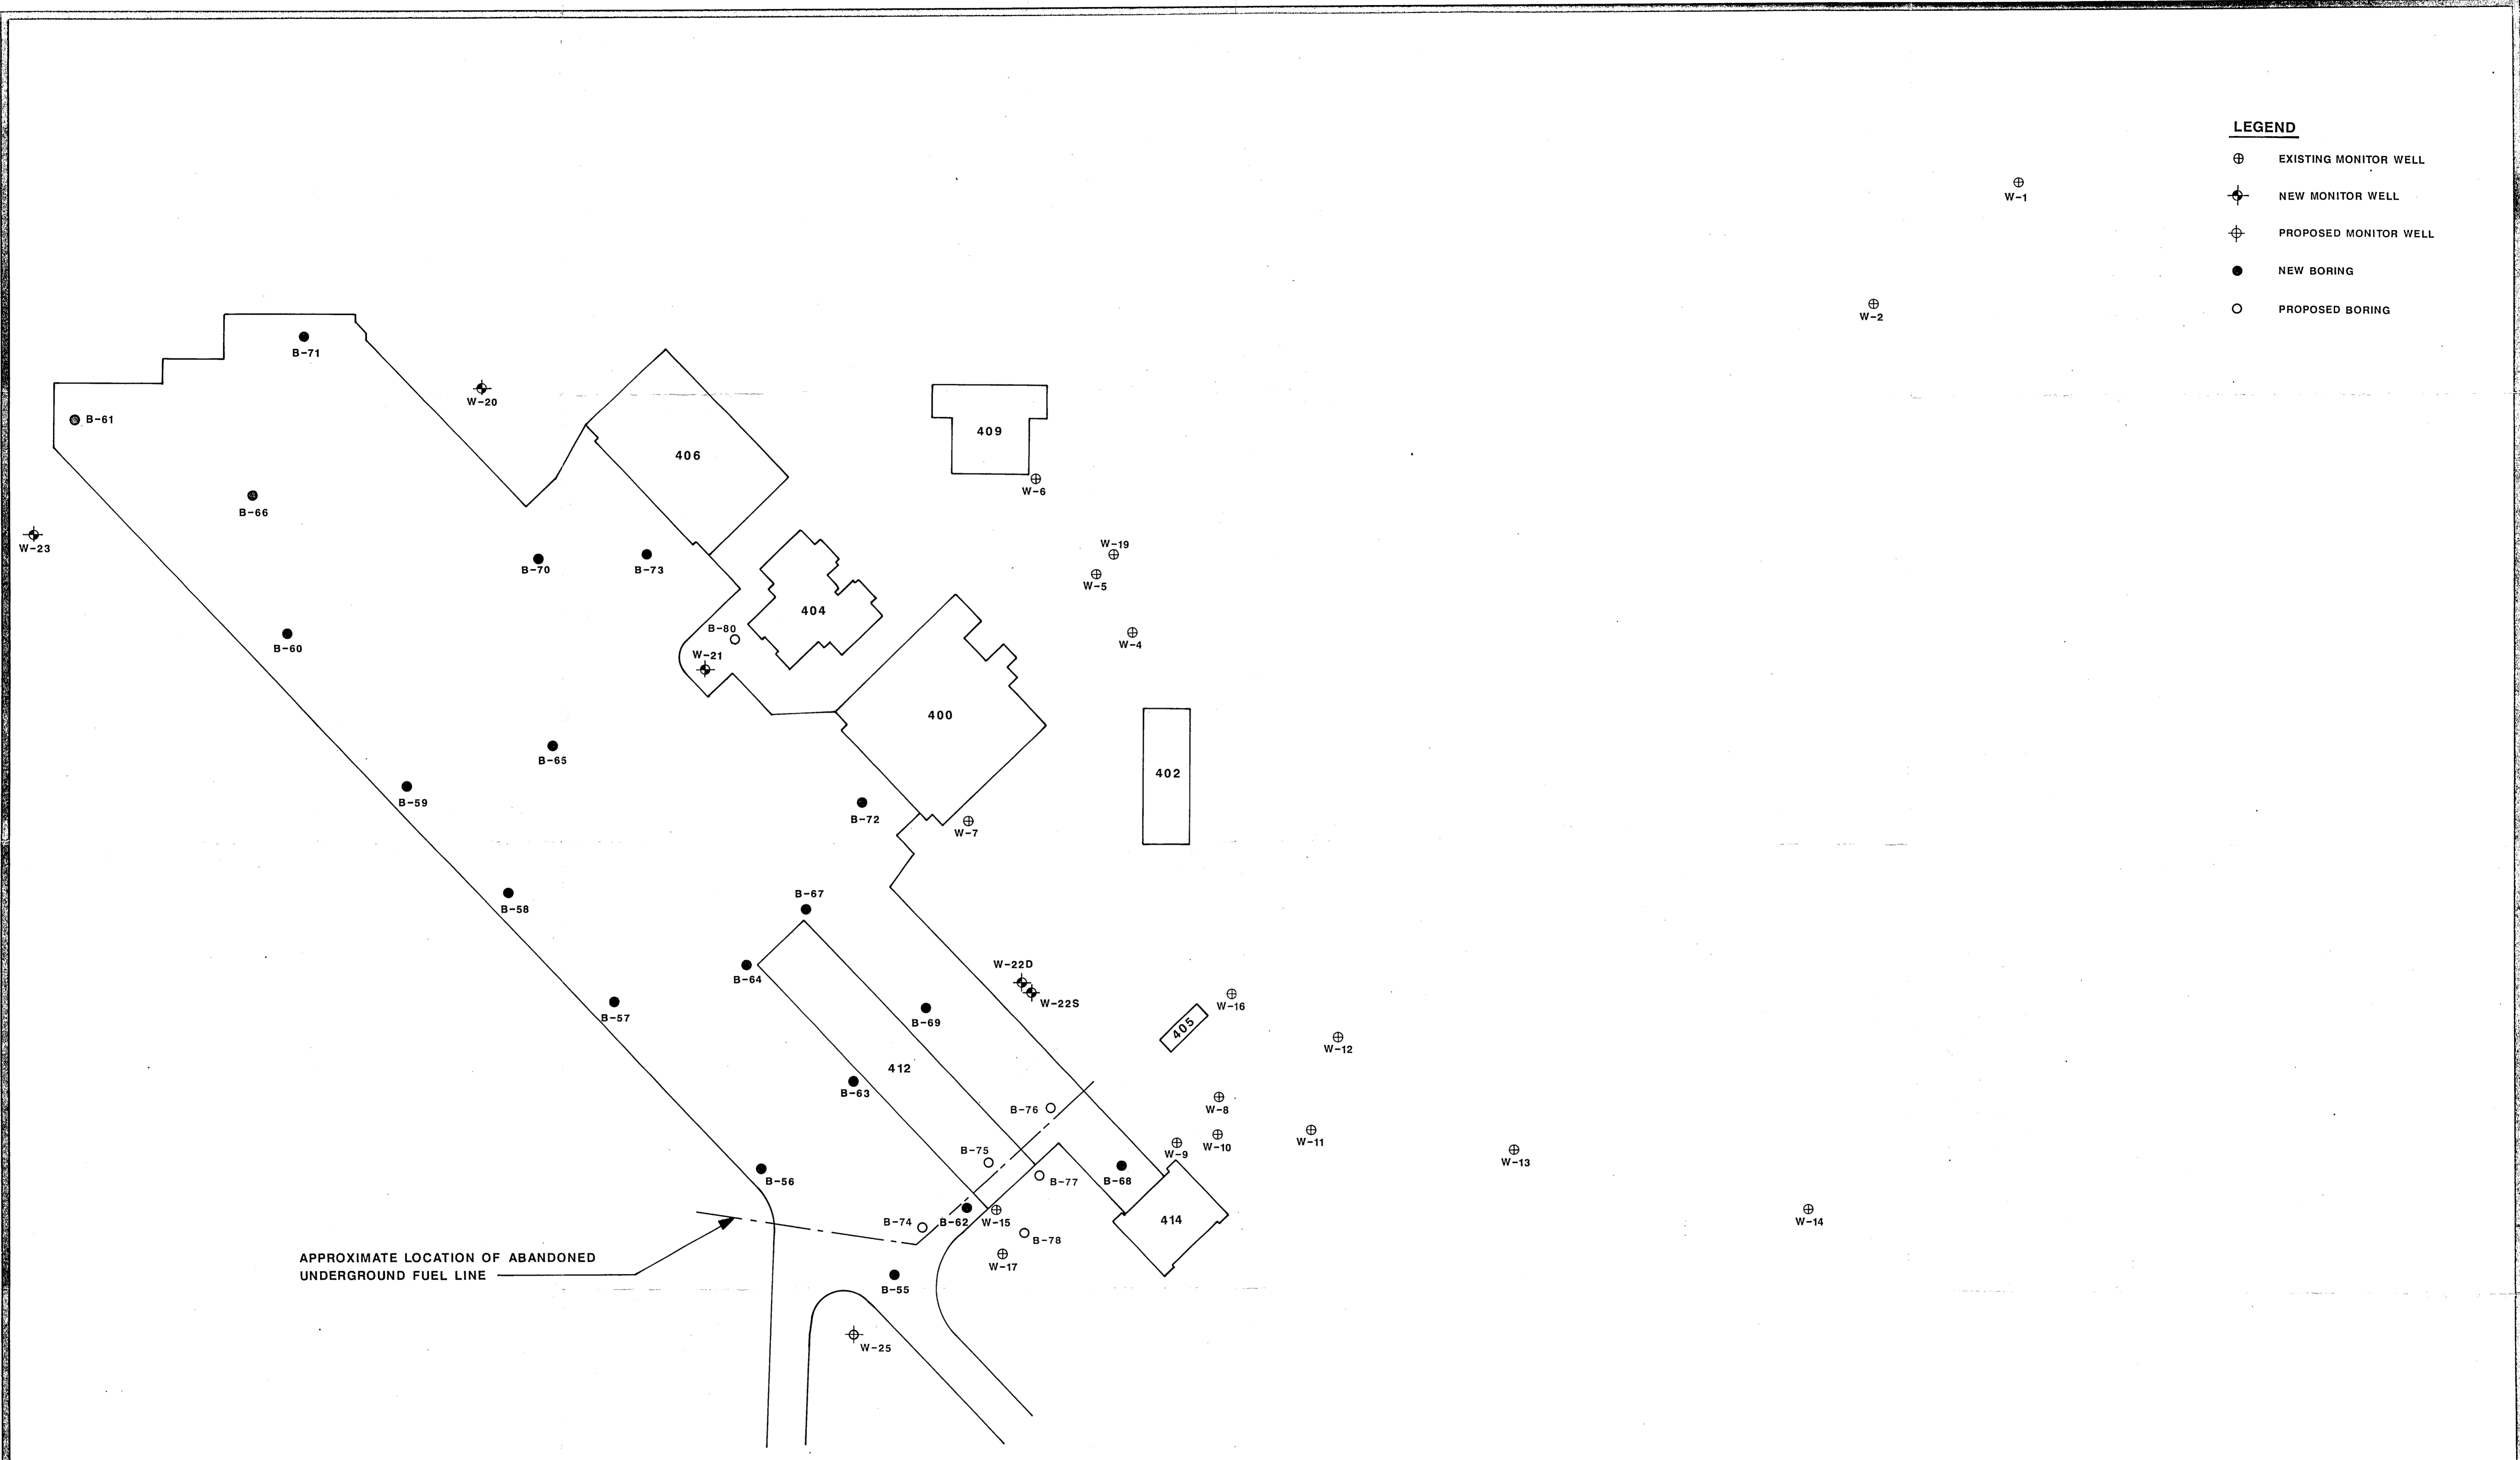 LEGEND
EXISTING MONITOR WELL
NEW MONITOR WELL
PROPOSED MONITOR WELL
NEW BORING
PROPOSED BORING
W-1
W-2
B-71
W-20
B-61
406
409
W-6
B-66
W-23
W-19
B-70
B-73
W-5
404
B-80
W-4
B-60
W-21
400
B-65
402
B-59
B-72
W-7
B-67
B-58
W-22D
B-64
W-22S
W-16
B-57
B-69
405
W-12
412
B-63
B-76
W-8
W-10
W-11
B-75
W-9
W-13
B-56
B-77
B-68
B-74
B-62
W-15
414
W-14
B-78
APPROXIMATE LOCATION OF ABANDONED
UNDERGROUND FUEL LINE
W-17
B-55
W-25